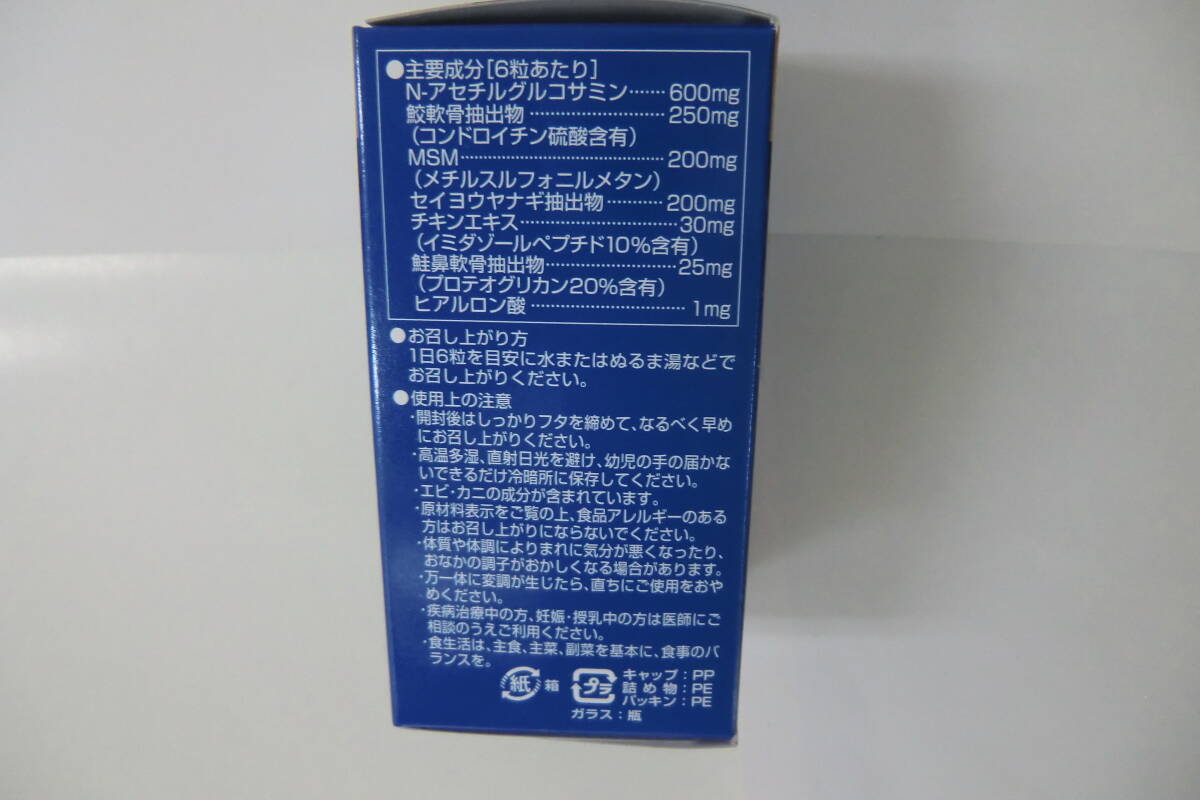 ●主要成分[6粒あたり]
N-アセチルグルコサミン……600mg
鮫軟骨抽出物……………………250mg
(コンドロイチン硫酸含有)
MSM………………………………200mg
(メチルスルフォニルメタン)
セイヨウヤナギ抽出物…………200mg
チキンエキス………………………30mg
(イミダゾールペプチド10%含有)
鮭鼻軟骨抽出物……………………25mg
(プロテオグリカン20%含有)
ヒアルロン酸…………………………1mg
●お召し上がり方
1日6粒を目安に水またはぬるま湯などで
お召し上がりください。
●使用上の注意
・開封後はしっかりフタを締めて、なるべく早め
にお召し上がりください。
・高温多湿、直射日光を避け、幼児の手の届かな
いできるだけ冷暗所に保存してください。
・エビ・カニの成分が含まれています。
・原材料表示をご覧の上、食品アレルギーのある
方はお召し上がりにならないでください。
・体質や体調によりまれに気分が悪くなったり、
おなかの調子がおかしくなる場合があります。
・万一体に変調が生じたら、直ちにご使用をおや
めください。
・疾病治療中の方、妊娠・授乳中の方は医師にご
相談のうえご利用ください。
・食生活は、主食、主菜、副菜を基本に、食事のバ
ランスを。
紙 箱
プラ
キャップ:PP
詰め物:PE
パッキン:PE
ガラス:瓶